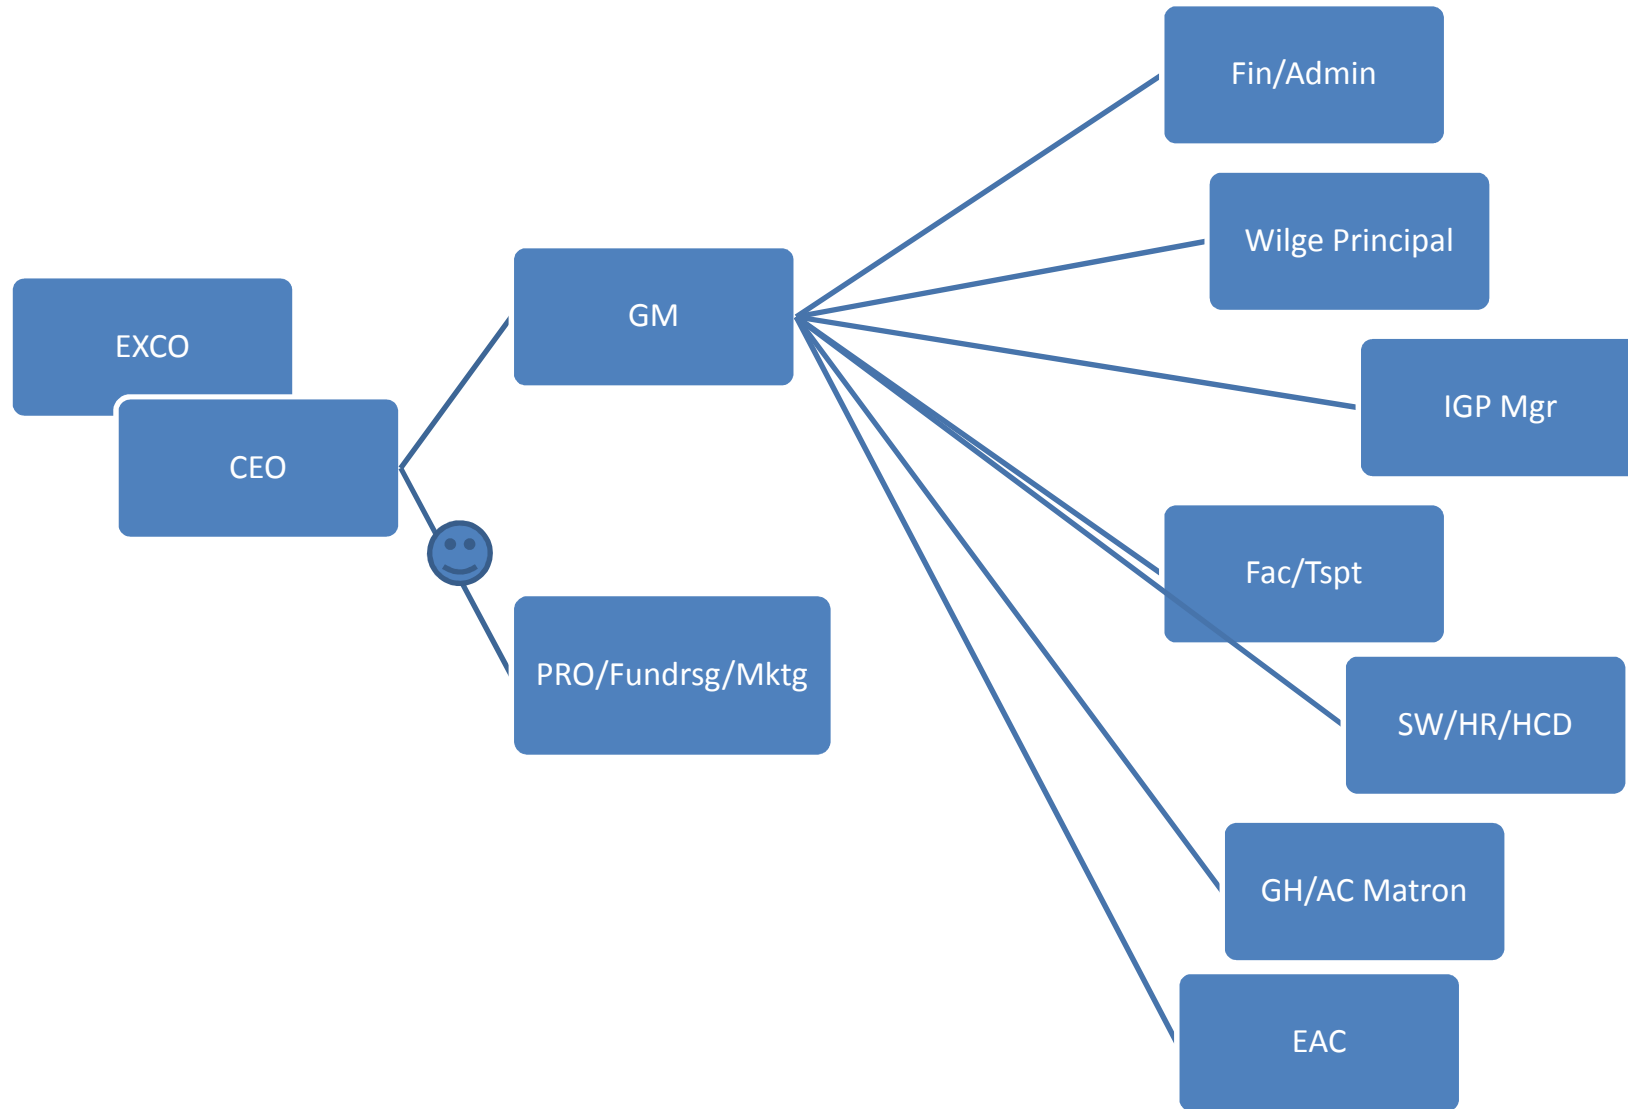 EXCO
CEO
GM
PRO/Fundrsg/Mktg
Fin/Admin
Wilge Principal
IGP Mgr
Fac/Tspt
SW/HR/HCD
GH/AC Matron
EAC